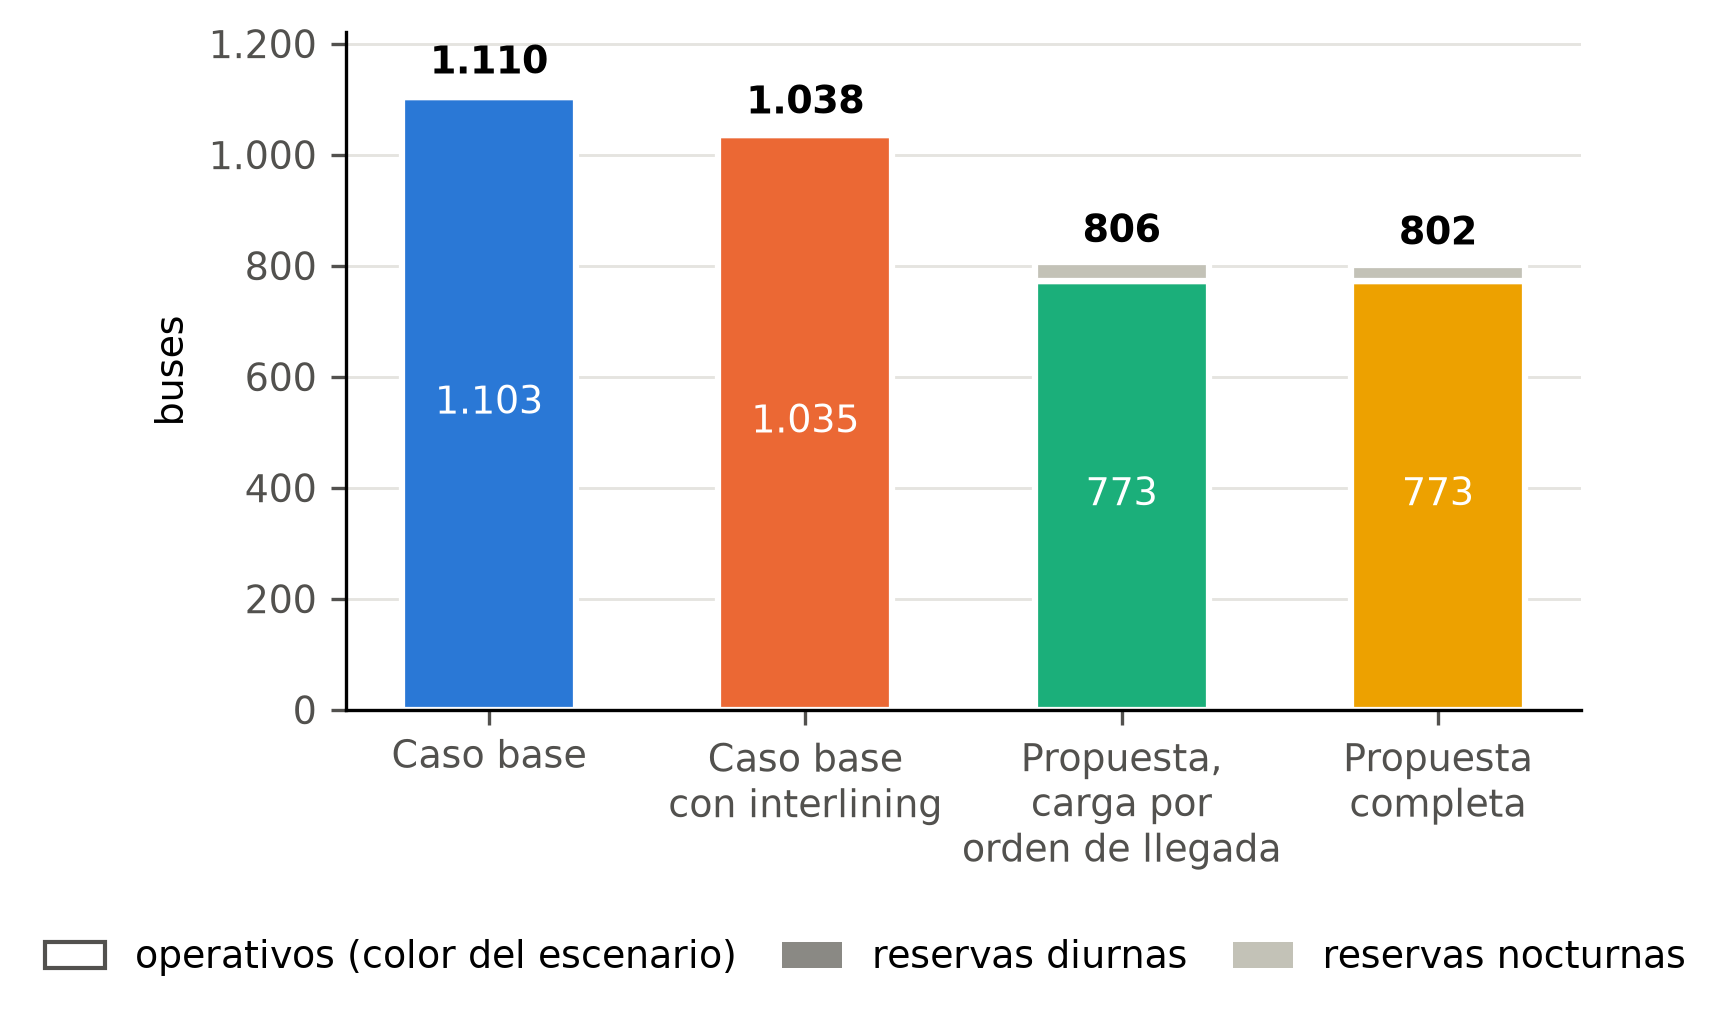 1.200
1.000
800
600
400
200
0
buses
1.110
1.038
806
802
1.103
1.035
773
773
Caso base
Caso base
con interlining
Propuesta,
carga por
orden de llegada
Propuesta
completa
operativos (color del escenario)
reservas diurnas
reservas nocturnas